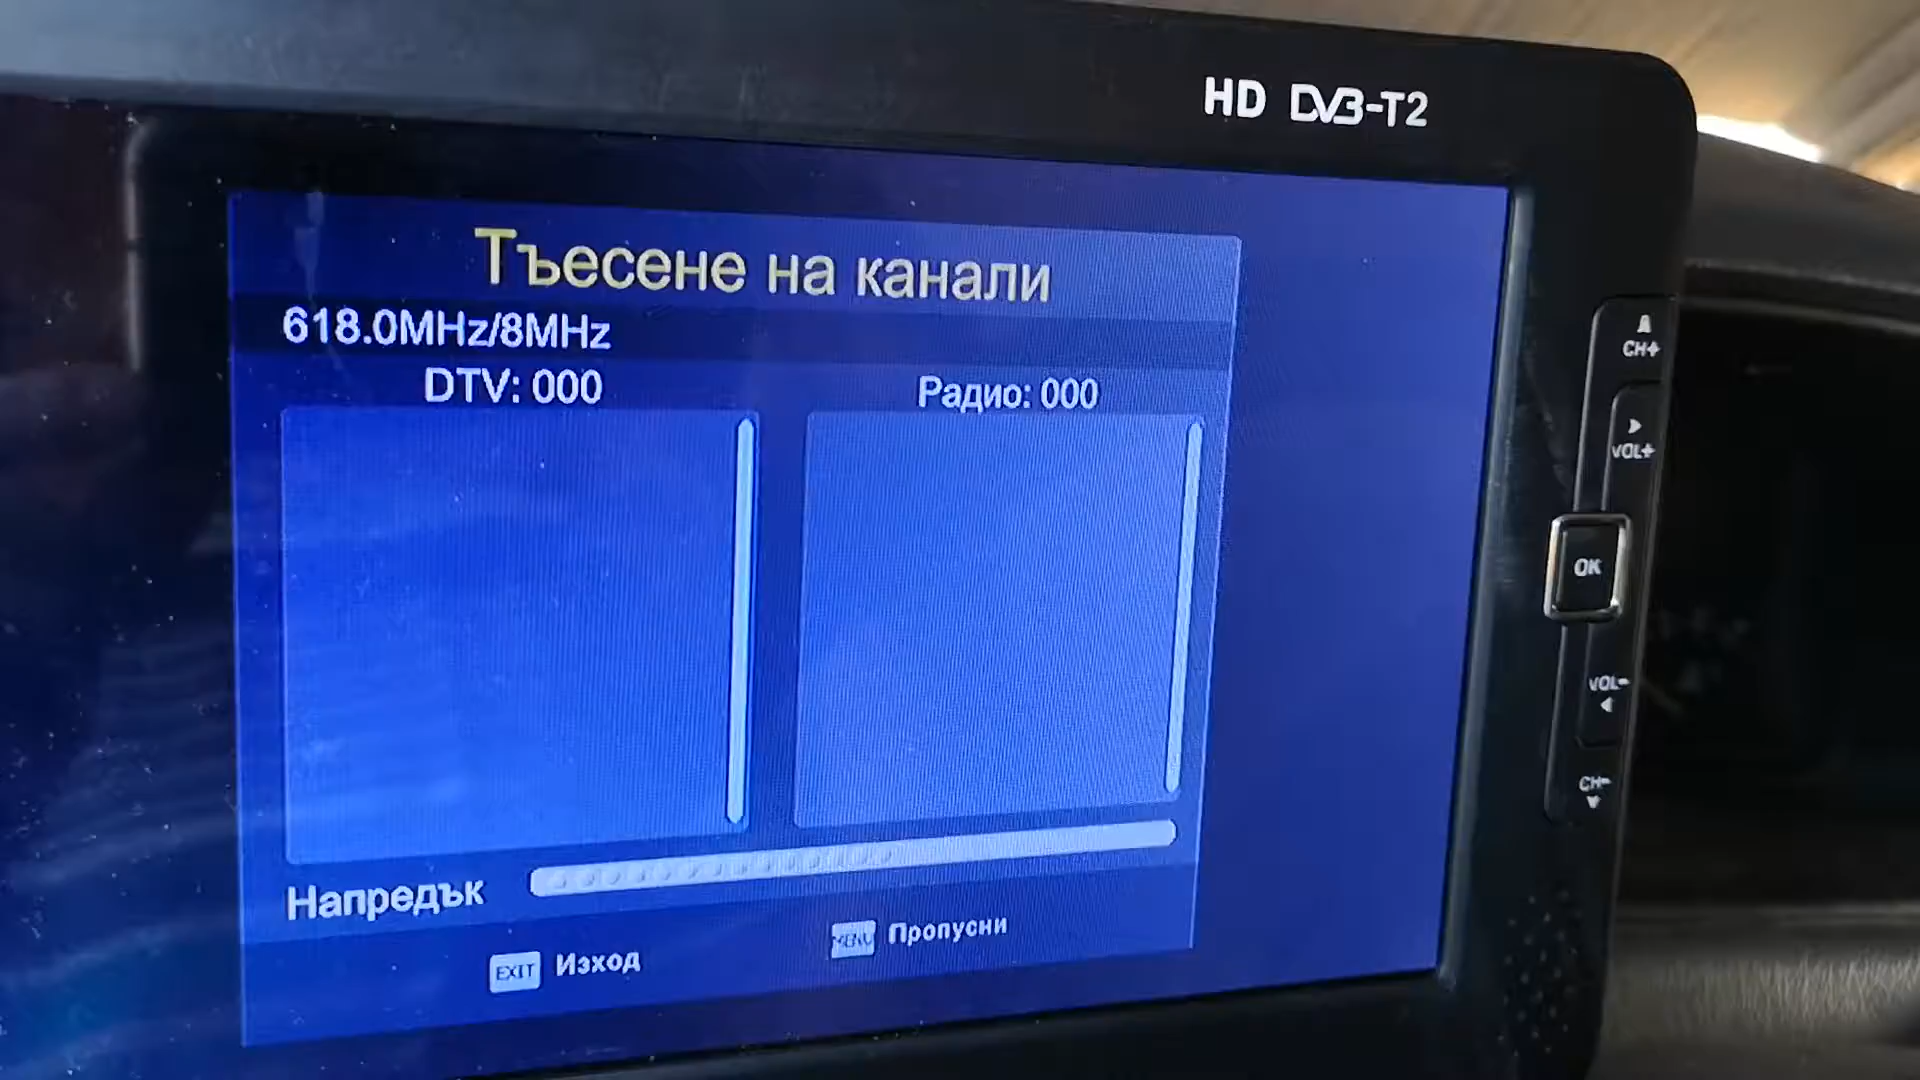 HD DVB-T2
Тъесене на канали
618.0MHz/8MHz
DTV: 000
Радио: 000
Напредък
EXIT Изход
MENU Пропусни
CH+
VOL+
OK
VOL-
CH-